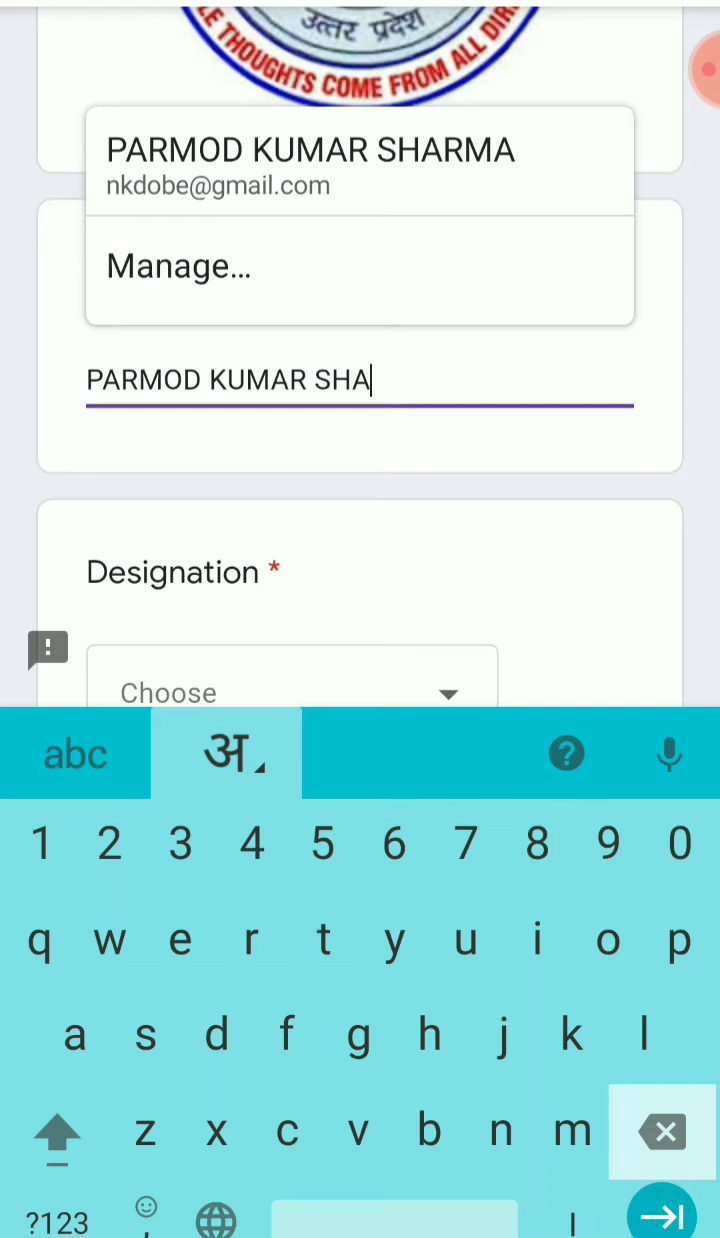 उत्तर प्रदेश
LE THOUGHTS COME FROM ALL DIR
PARMOD KUMAR SHARMA
nkdobe@gmail.com
Manage...
PARMOD KUMAR SHA
Designation *
Choose
abc अ
1 2 3 4 5 6 7 8 9 0
q w e r t y u i o p
a s d f g h j k l
z x c v b n m
?123 , |